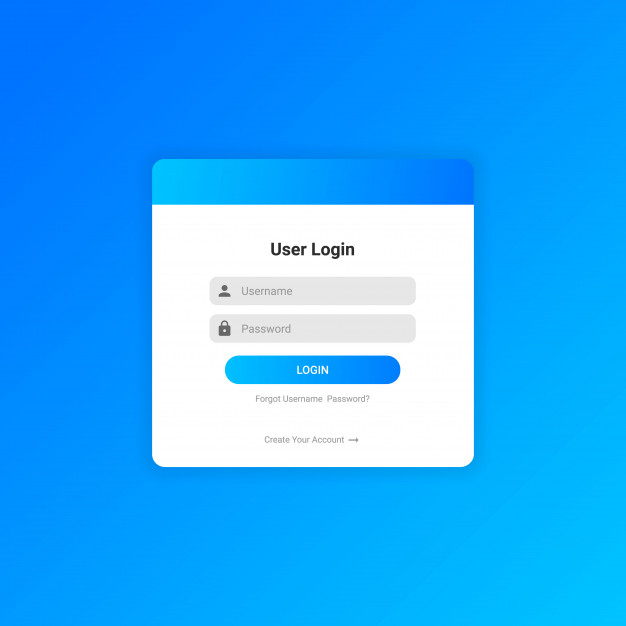 User Login
Username
Password
LOGIN
Forgot Username Password?
Create Your Account →